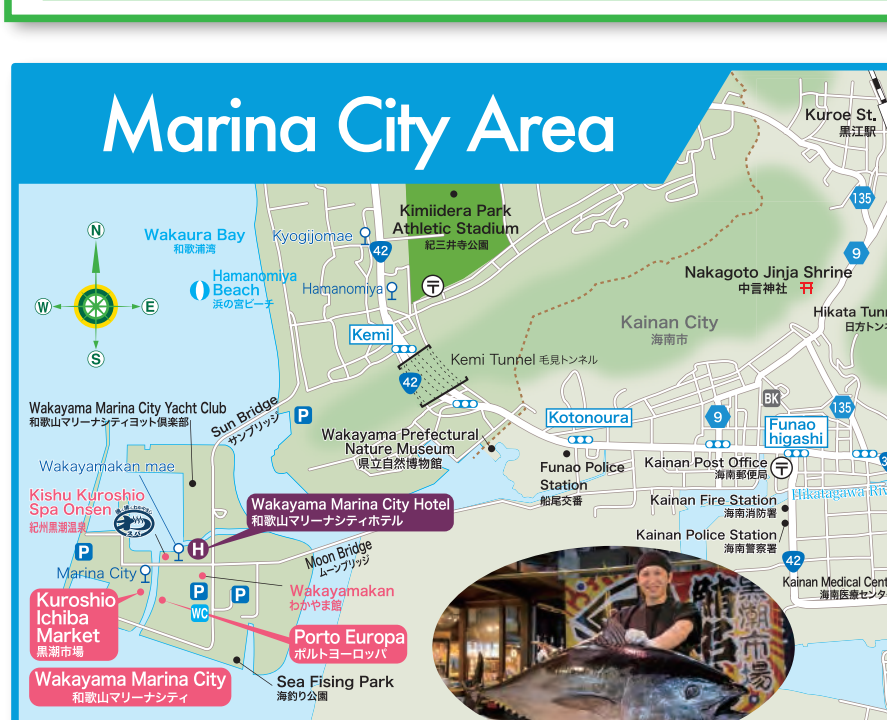 Marina City Area
Kuroe St.
黒江駅
135
Kimiidera Park
Athletic Stadium
紀三井寺公園
N
W
E
S
Wakaura Bay
和歌浦湾
Kyogijomae
42
9
Hamanomiya
Beach
浜の宮ビーチ
Hamanomiya
Nakagoto Jinja Shrine
中言神社
Kainan City
海南市
Hikata Tun
日方トン
Kemi
Kemi Tunnel 毛見トンネル
42
BK
Wakayama Marina City Yacht Club
和歌山マリーナシティヨット倶楽部
Sun Bridge
サンブリッジ
P
Kotonoura
9
135
Funao
higashi
Wakayama Prefectural
Nature Museum
県立自然博物館
Funao Police
Station
船尾交番
Kainan Post Office
海南郵便局
Wakayamakan mae
Hikatagawa Riv
Kishu Kuroshio
Spa Onsen
紀州黒潮温泉
Wakayama Marina City Hotel
和歌山マリーナシティホテル
Kainan Fire Station
海南消防署
Kainan Police Station
海南警察署
H
P
Moon Bridge
ムーンブリッジ
42
Marina City
Kainan Medical Cent
海南医療センタ
Wakayamakan
わかやま館
P
P
WC
Kuroshio
Ichiba
Market
黒潮市場
Porto Europa
ポルトヨーロッパ
Wakayama Marina City
和歌山マリーナシティ
Sea Fising Park
海釣り公園
黒潮市場